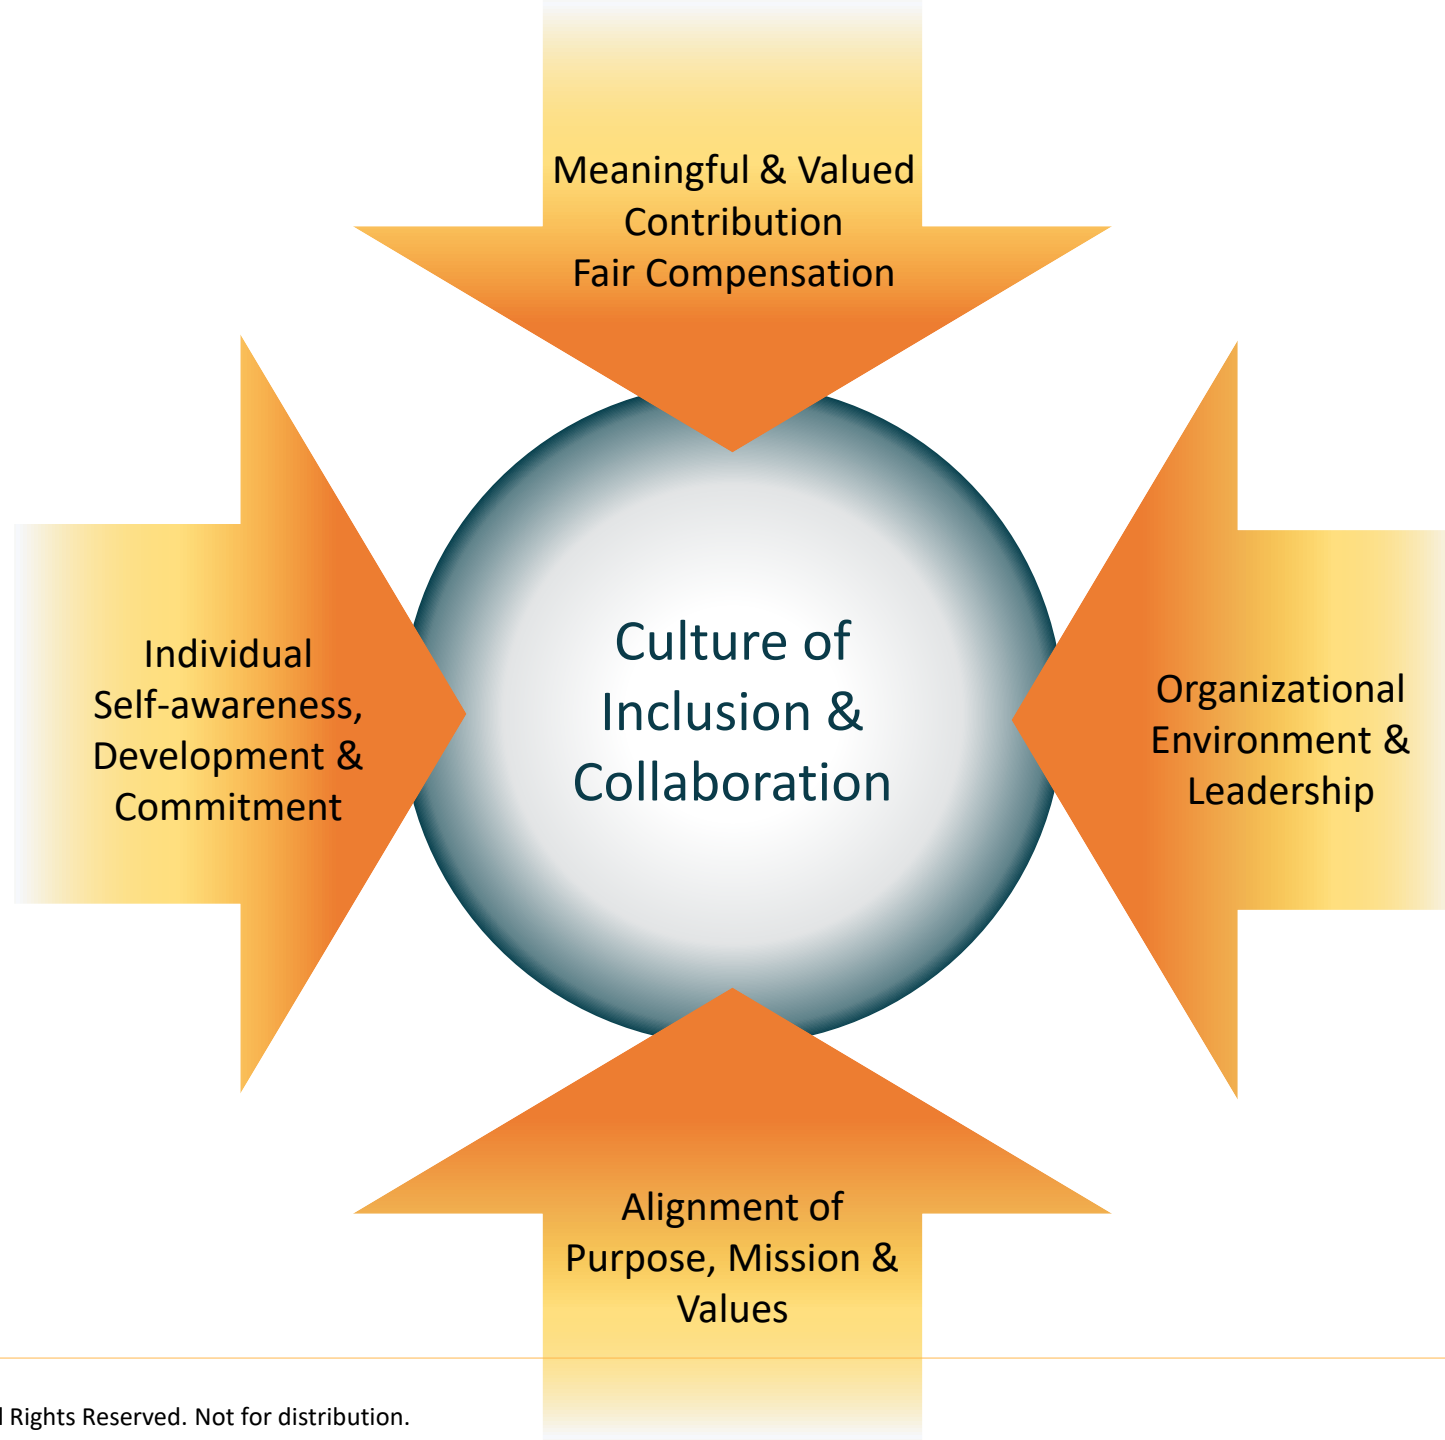 Meaningful & Valued
Contribution
Fair Compensation
Individual
Self-awareness,
Development &
Commitment
Culture of
Inclusion &
Collaboration
Organizational
Environment &
Leadership
Alignment of
Purpose, Mission &
Values
Rights Reserved. Not for distribution.